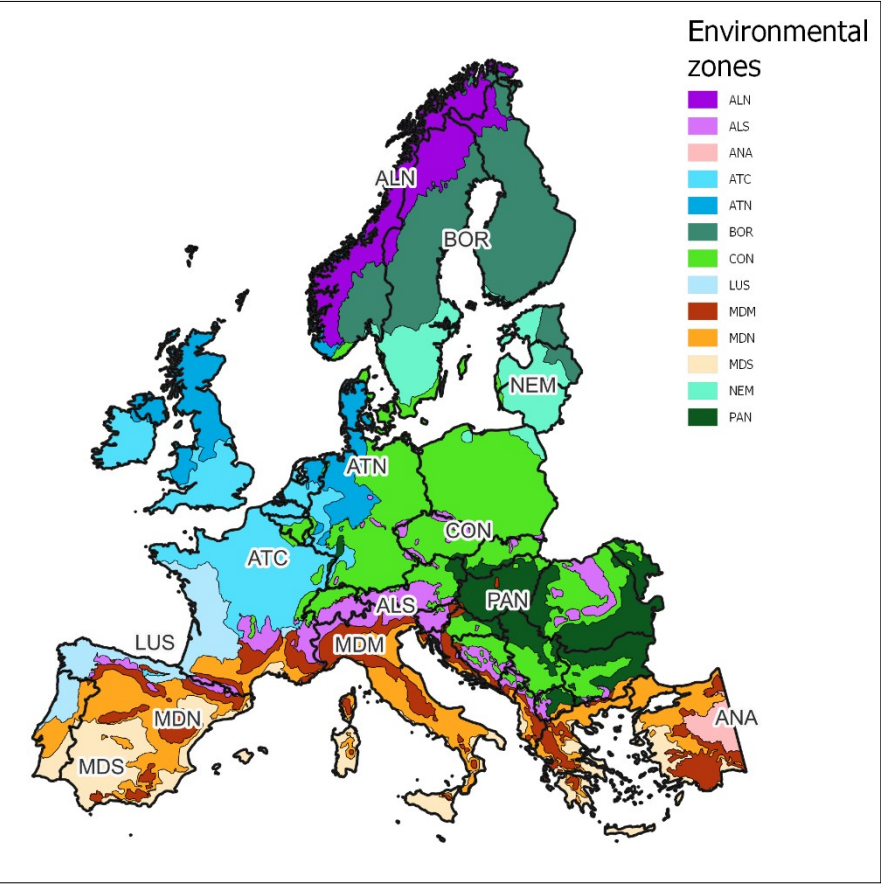 Environmental
zones
ALN
ALS
ANA
ATC
ATN
BOR
CON
LUS
MDM
MDN
MDS
NEM
PAN
ALN
BOR
NEM
ATN
CON
ATC
ALS
PAN
LUS
MDM
MDN
ANA
MDS